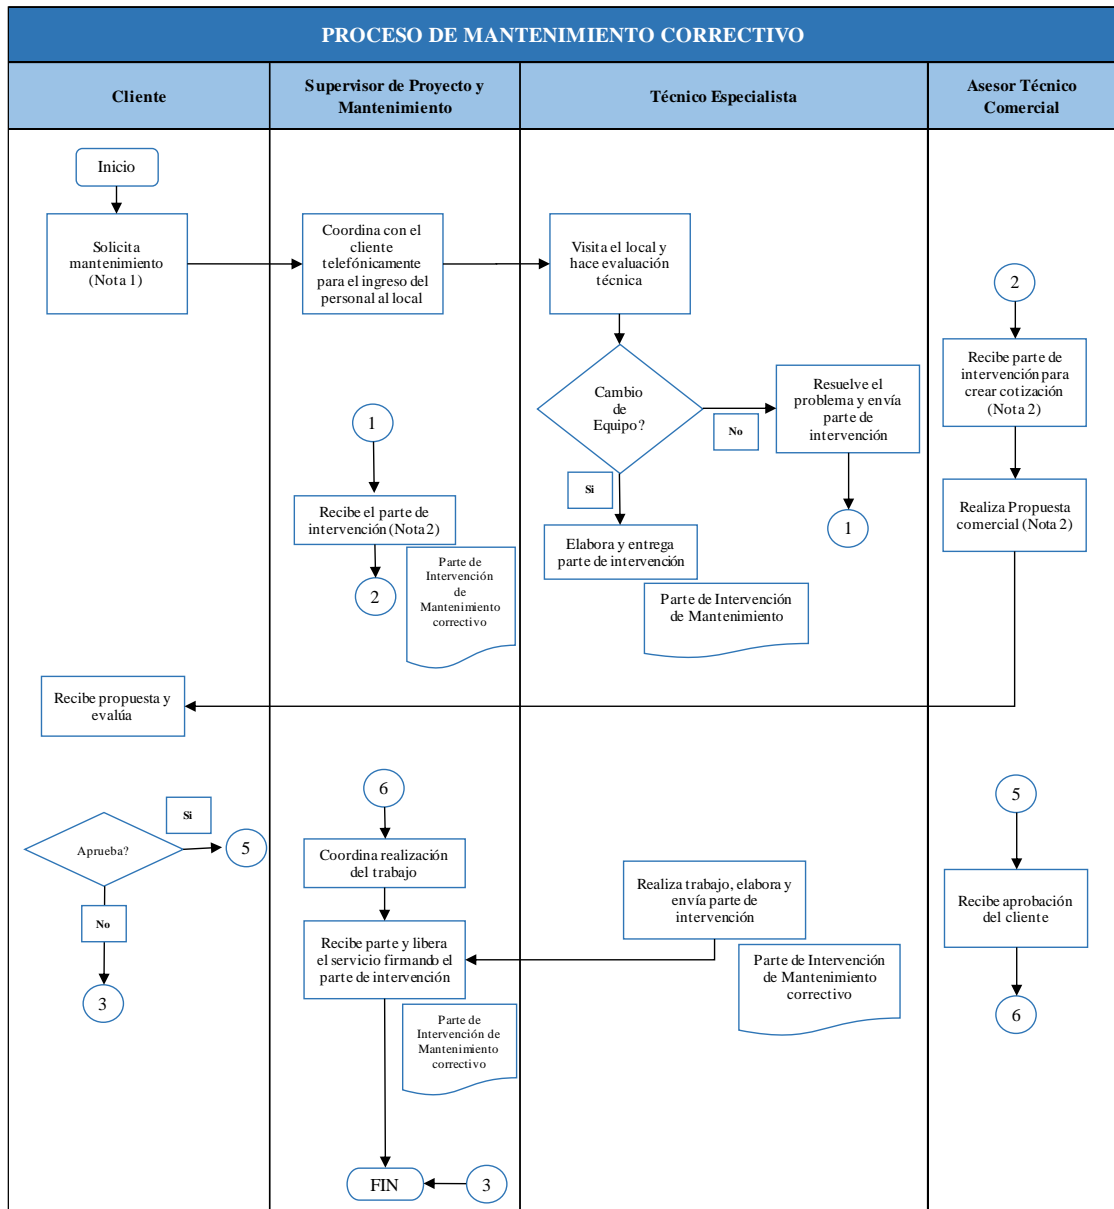 PROCESO DE MANTENIMIENTO CORRECTIVO
Cliente
Supervisor de Proyecto y
Mantenimiento
Técnico Especialista
Asesor Técnico
Comercial
Inicio
Solicita
mantenimiento
(Nota 1)
Coordina con el
cliente
telefónicamente
para el ingreso del
personal al local
Visita el local y
hace evaluación
técnica
2
Recibe parte de
intervención para
crear cotización
(Nota 2)
Cambio
de
Equipo?
No
Resuelve el
problema y envía
parte de
intervención
1
Si
1
Recibe el parte de
intervención (Nota 2)
Parte de
Intervención
de
Mantenimiento
correctivo
2
Elabora y entrega
parte de intervención
Parte de Intervención
de Mantenimiento
Realiza Propuesta
comercial (Nota 2)
Recibe propuesta y
evalúa
Si
Aprueba?
5
No
3
6
Coordina realización
del trabajo
Recibe parte y libera
el servicio firmando el
parte de intervención
Parte de
Intervención de
Mantenimiento
correctivo
Realiza trabajo, elabora y
envía parte de
intervención
Parte de Intervención
de Mantenimiento
correctivo
5
Recibe aprobación
del cliente
6
FIN
3